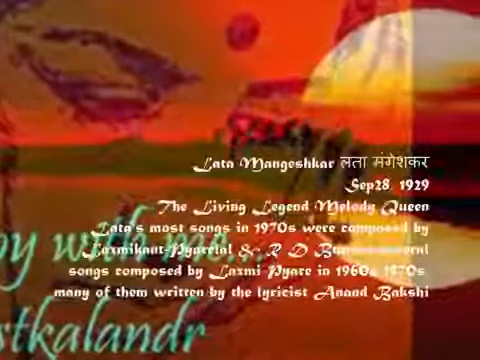 Lata Mangeshkar लता मंगेशकर
Sep28, 1929
The Living Legend Melody Queen
Lata's most songs in 1970s were composed by
Laxmikant-Pyarelal & R D
songs composed by Laxmi-Pyare in 1960s 1970s
many of them written by the lyricist Anand Bakshi